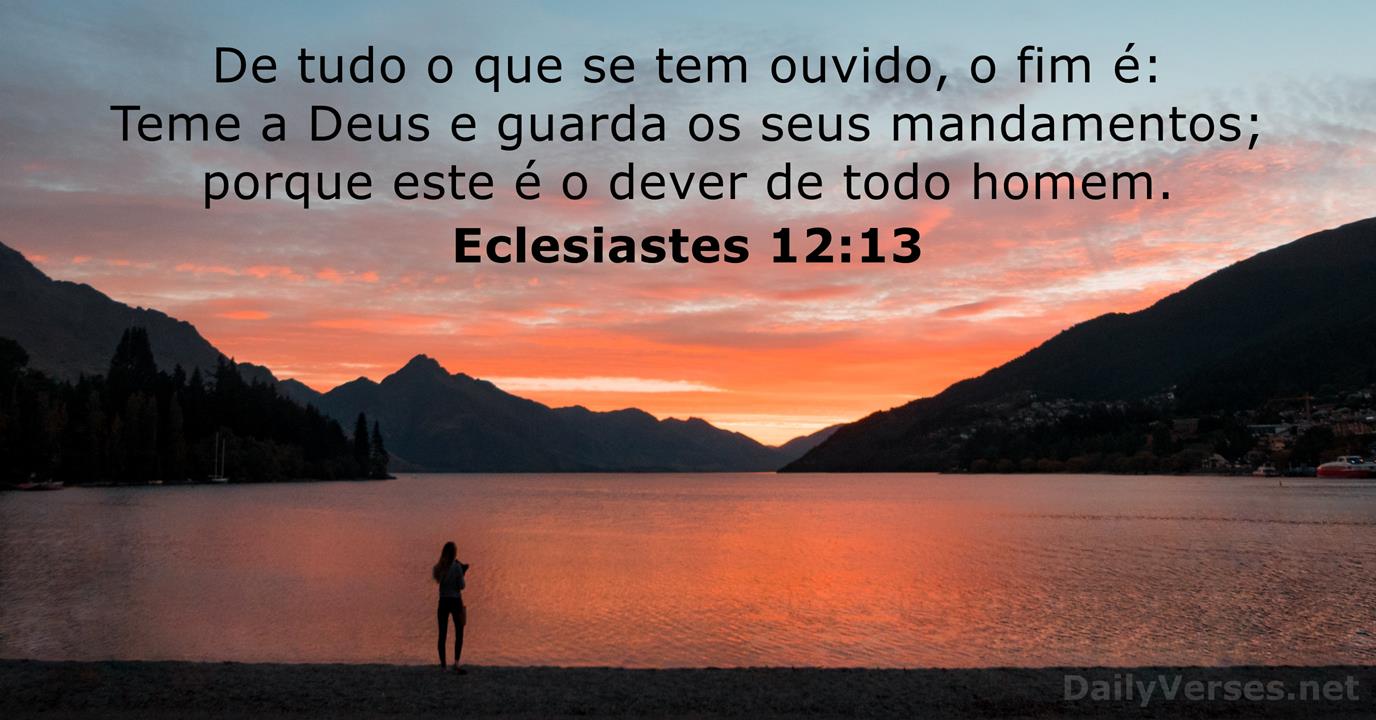 De tudo o que se tem ouvido, o fim é:
Teme a Deus e guarda os seus mandamentos;
porque este é o dever de todo homem.
Eclesiastes 12:13
DailyVerses.net